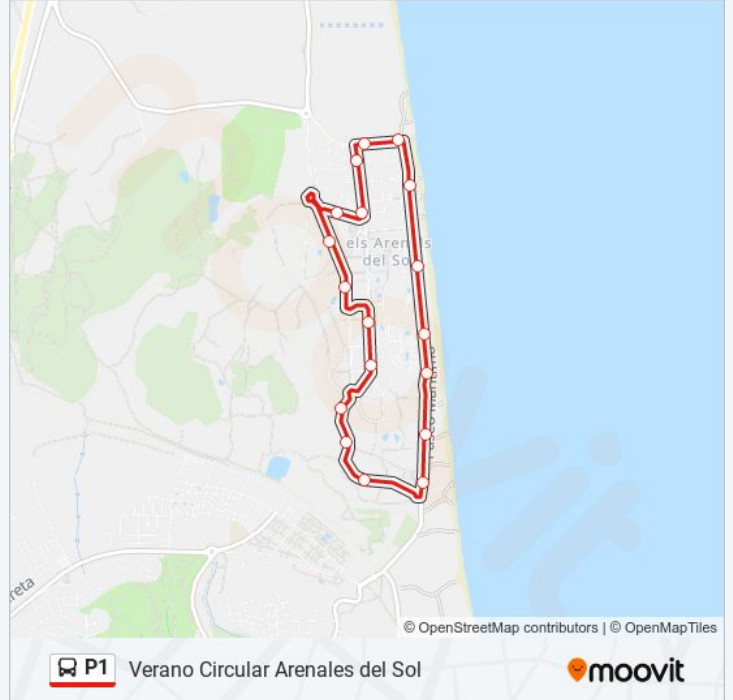 els Arenals
del Sol
Paseo Marítimo
reta
© OpenStreetMap contributors | © OpenMapTiles
P1 Verano Circular Arenales del Sol
moovit